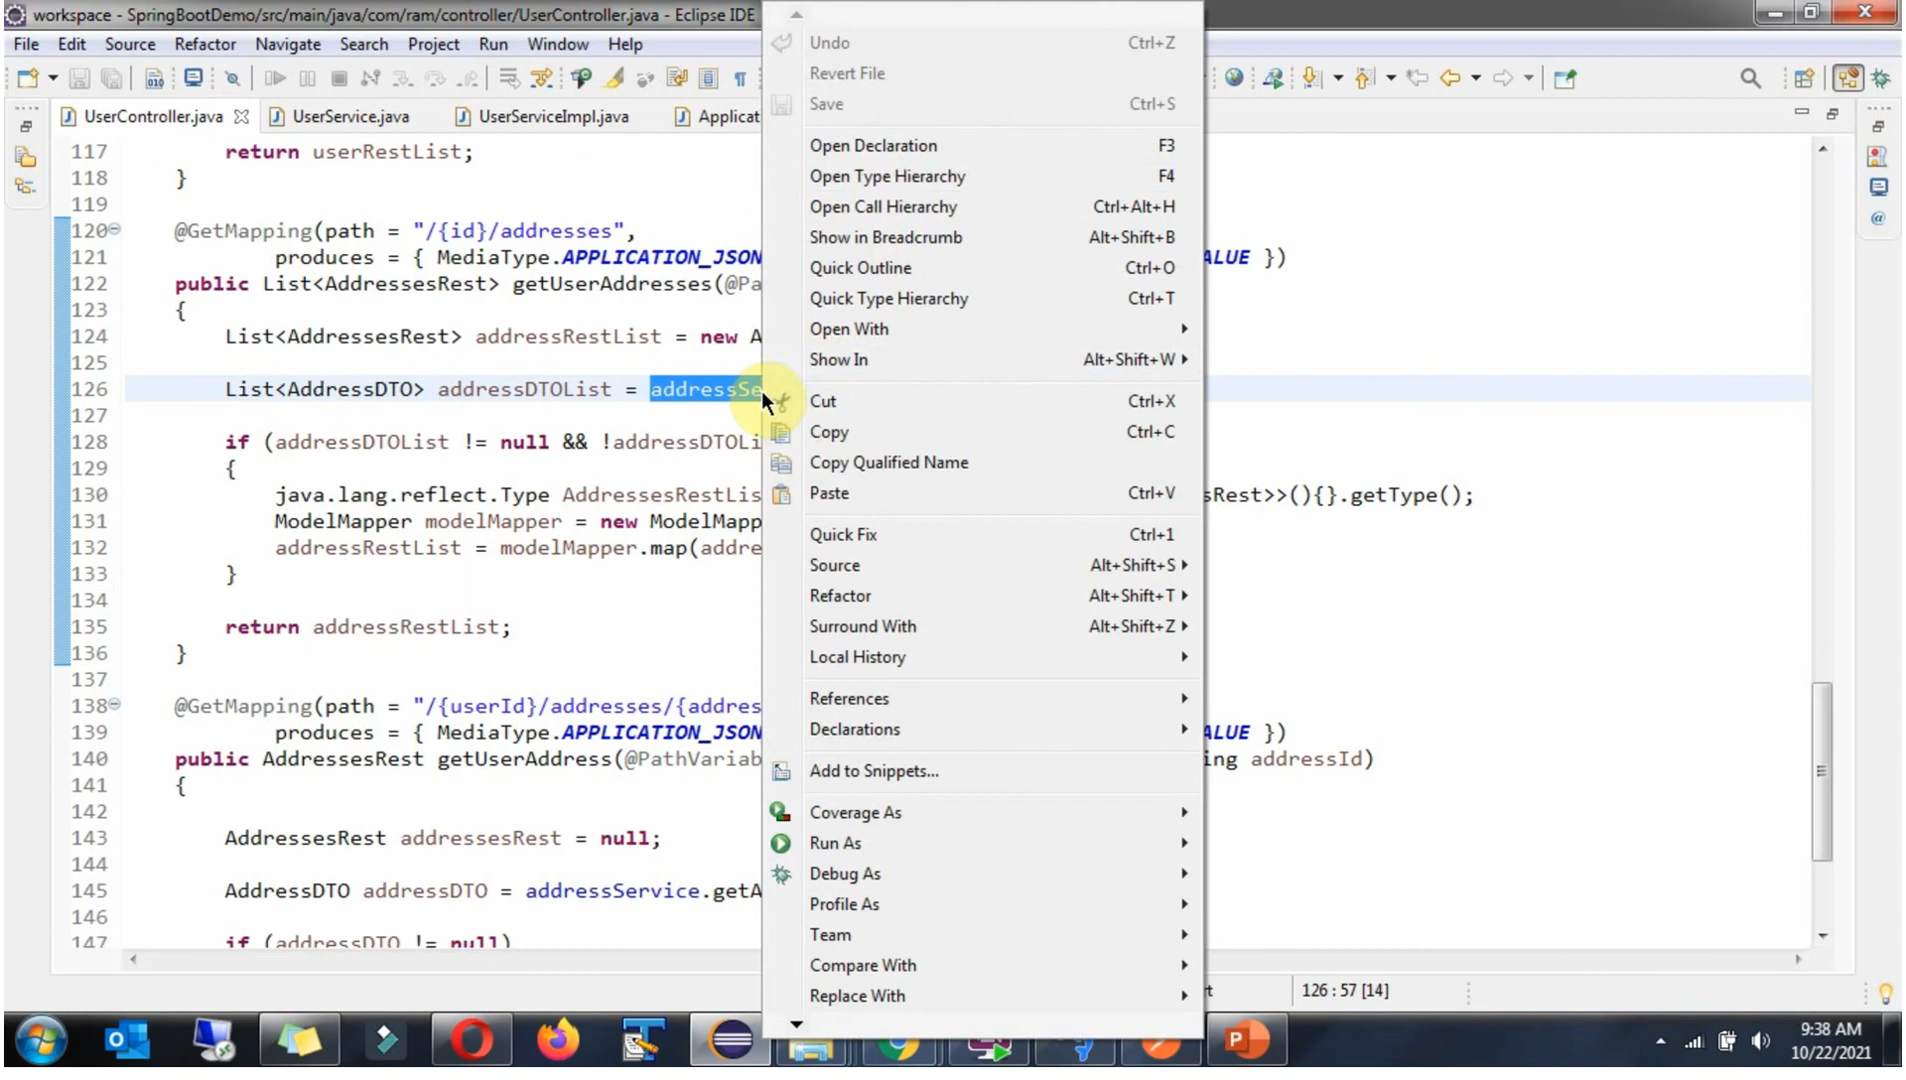 workspace - SpringBootDemo/src/main/java/com/ram/controller/UserController.java - Eclipse IDE
File Edit Source Refactor Navigate Search Project Run Window Help
UserController.java UserService.java UserServiceImpl.java Applicat
117 return userRestList;
118 }
119
120 @GetMapping(path = "/{id}/addresses",
121 produces = { MediaType.APPLICATION_JSON ALUE })
122 public List<AddressesRest> getUserAddresses(@Pa
123 {
124 List<AddressesRest> addressRestList = new A
125
126 List<AddressDTO> addressDTOList = addressSe
127
128 if (addressDTOList != null && !addressDTOLi
129 {
130 java.lang.reflect.Type AddressesRestLis sRest>>(){}.getType();
131 ModelMapper modelMapper = new ModelMapp
132 addressRestList = modelMapper.map(addre
133 }
134
135 return addressRestList;
136 }
137
138 @GetMapping(path = "/{userId}/addresses/{addres
139 produces = { MediaType.APPLICATION_JSON ALUE })
140 public AddressesRest getUserAddress(@PathVariab ing addressId)
141 {
142
143 AddressesRest addressesRest = null;
144
145 AddressDTO addressDTO = addressService.getA
146
147 if (addressDTO != null)
Undo Ctrl+Z
Revert File
Save Ctrl+S
Open Declaration F3
Open Type Hierarchy F4
Open Call Hierarchy Ctrl+Alt+H
Show in Breadcrumb Alt+Shift+B
Quick Outline Ctrl+O
Quick Type Hierarchy Ctrl+T
Open With
Show In Alt+Shift+W
Cut Ctrl+X
Copy Ctrl+C
Copy Qualified Name
Paste Ctrl+V
Quick Fix Ctrl+1
Source Alt+Shift+S
Refactor Alt+Shift+T
Surround With Alt+Shift+Z
Local History
References
Declarations
Add to Snippets...
Coverage As
Run As
Debug As
Profile As
Team
Compare With
Replace With
rt 126 : 57 [14]
9:38 AM
10/22/2021